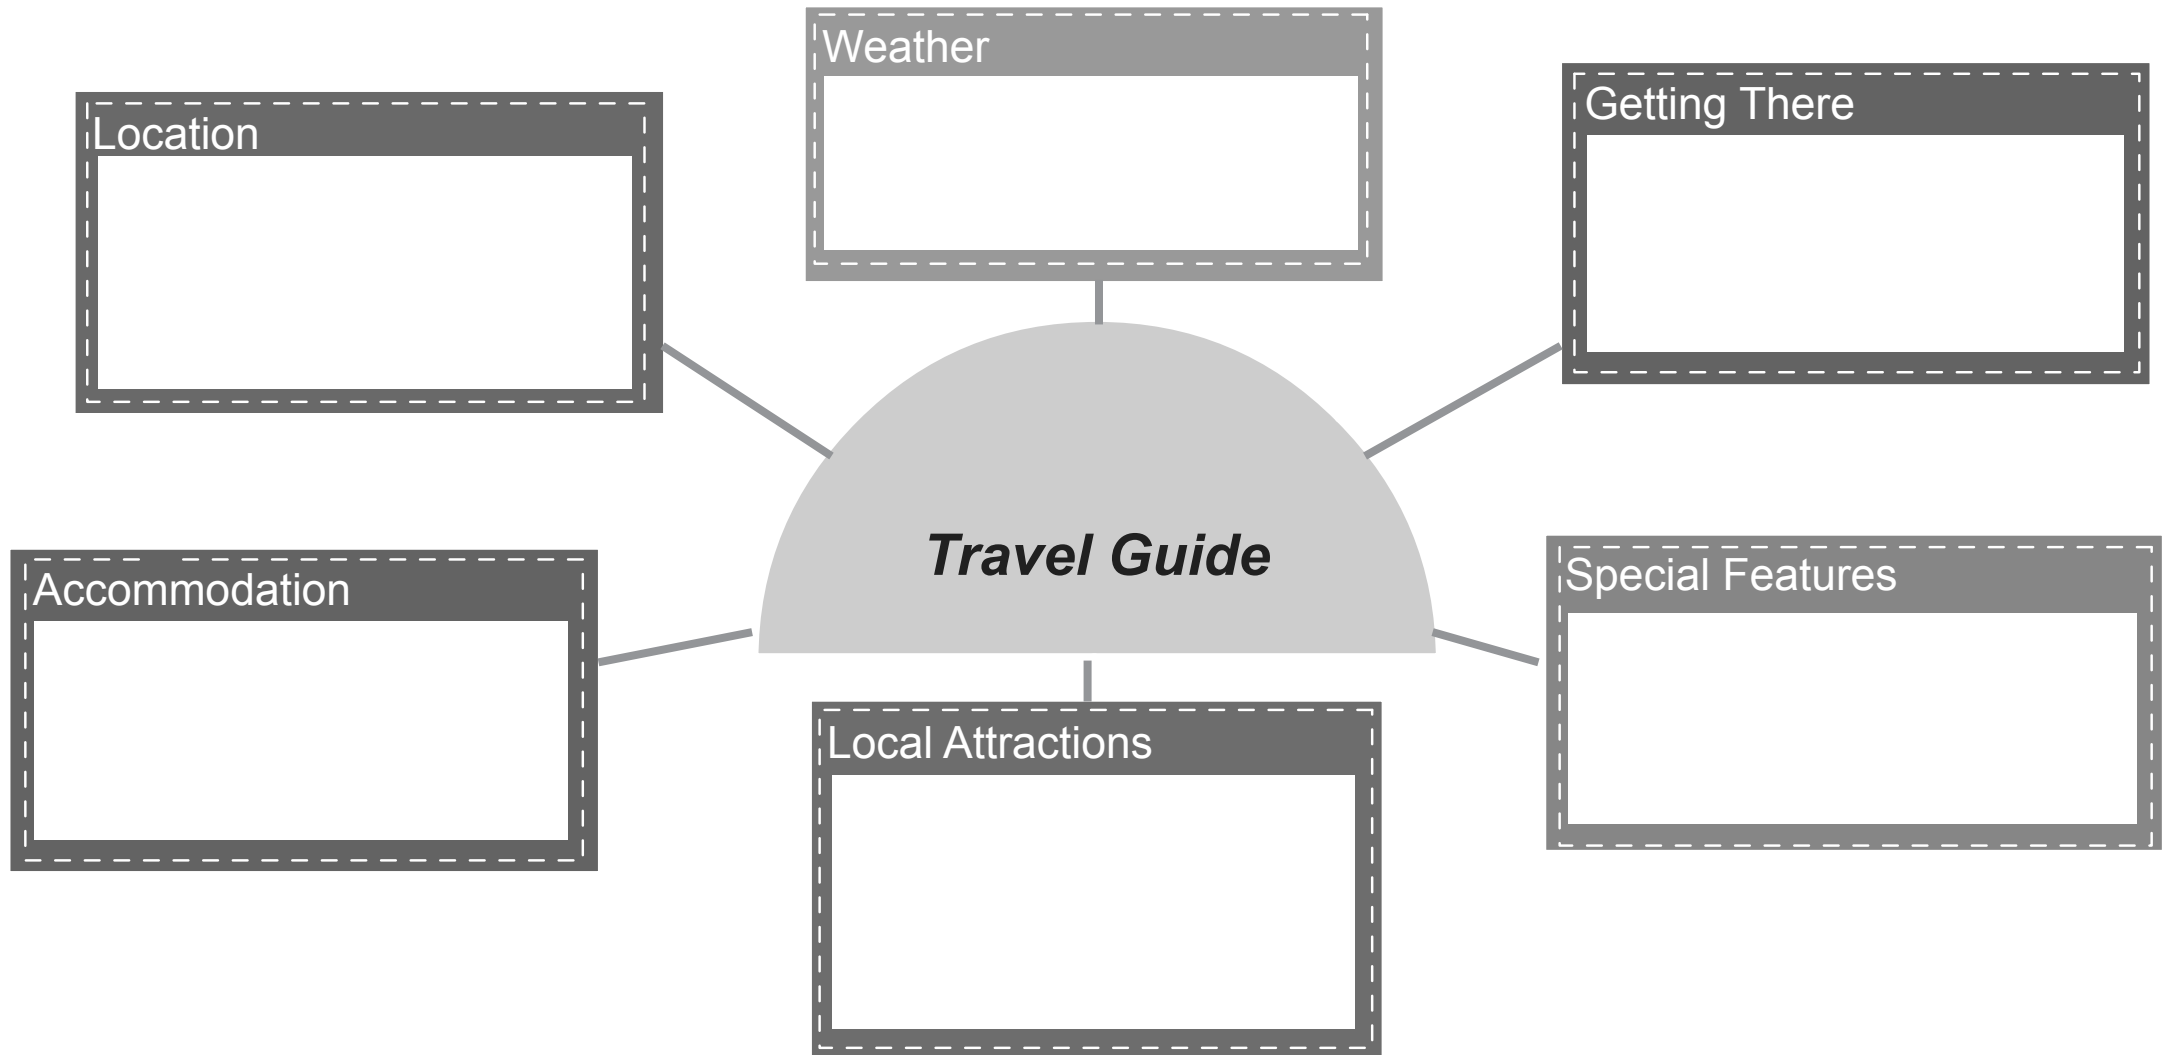 Weather
Location
Getting There
Travel Guide
Accommodation
Special Features
Local Attractions